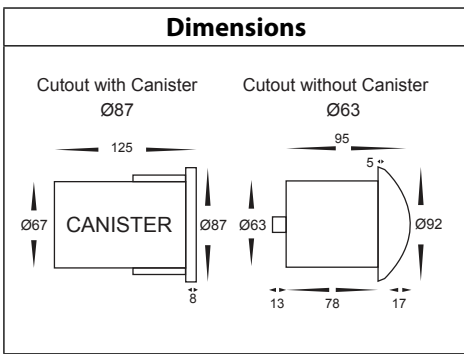 Dimensions
Cutout with Canister
Ø87
Cutout without Canister
Ø63
125
95
5
Ø67
CANISTER
Ø87
Ø63
Ø92
8
13
78
17